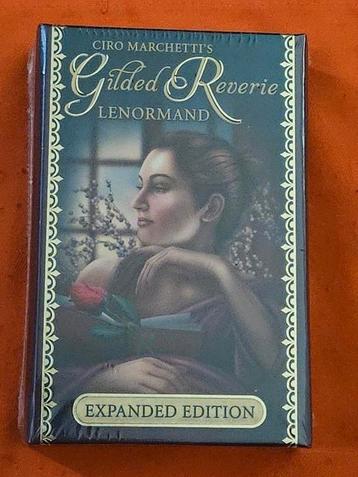 CIRO MARCHETTI'S
Gilded Reverie
LENORMAND
EXPANDED EDITION